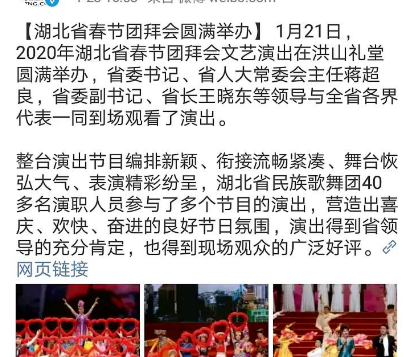 【湖北省春节团拜会圆满举办】 1月21日，
2020年湖北省春节团拜会文艺演出在洪山礼堂
圆满举办，省委书记、省人大常委会主任蒋超
良，省委副书记、省长王晓东等领导与全省各界
代表一同到场观看了演出。
整台演出节目编排新颖、衔接流畅紧凑、舞台恢
弘大气、表演精彩纷呈，湖北省民族歌舞团40
多名演职人员参与了多个节目的演出，营造出喜
庆、欢快、奋进的良好节日氛围，演出得到省领
导的充分肯定，也得到现场观众的广泛好评。
网页链接